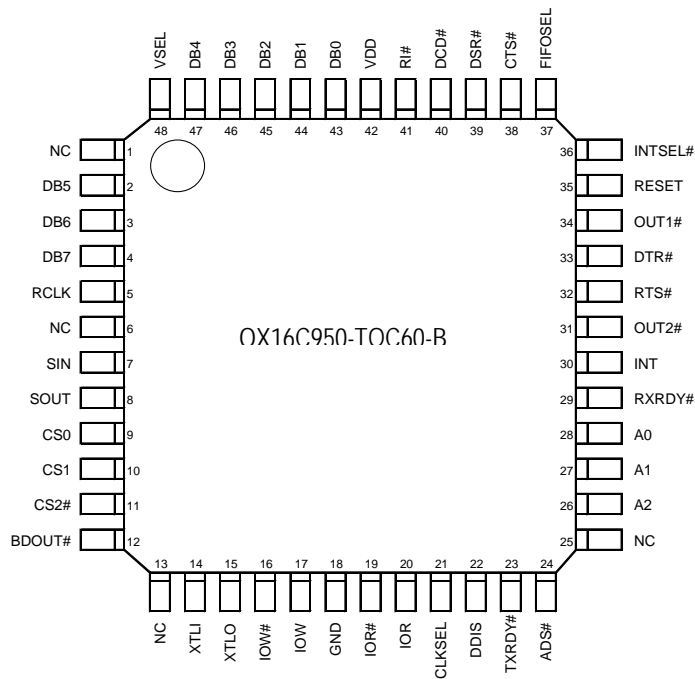 VSEL DB4 DB3 DB2 DB1 DB0 VDD RI# DCD# DSR# CTS# FIFOSEL
48 47 46 45 44 43 42 41 40 39 38 37
NC 1 36 INTSEL#
DB5 2 35 RESET
DB6 3 34 OUT1#
DB7 4 33 DTR#
RCLK 5 32 RTS#
NC 6 31 OUT2#
OX16C950-TQC60-B
SIN 7 30 INT
SOUT 8 29 RXRDY#
CS0 9 28 A0
CS1 10 27 A1
CS2# 11 26 A2
BDOUT# 12 25 NC
13 14 15 16 17 18 19 20 21 22 23 24
NC XTLI XTLO IOW# IOW GND IOR# IOR CLKSEL DDIS TXRDY# ADS#